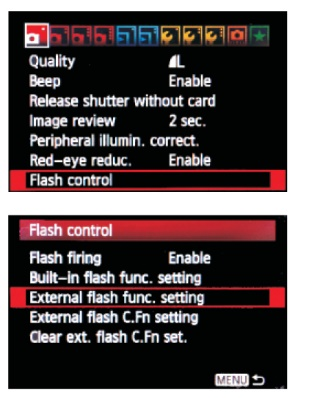 Quality L
Beep Enable
Release shutter without card
Image review 2 sec.
Peripheral illumin. correct.
Red-eye reduc. Enable
Flash control
Flash control
Flash firing Enable
Built-in flash func. setting
External flash func. setting
External flash C.Fn setting
Clear ext. flash C.Fn set.
MENU